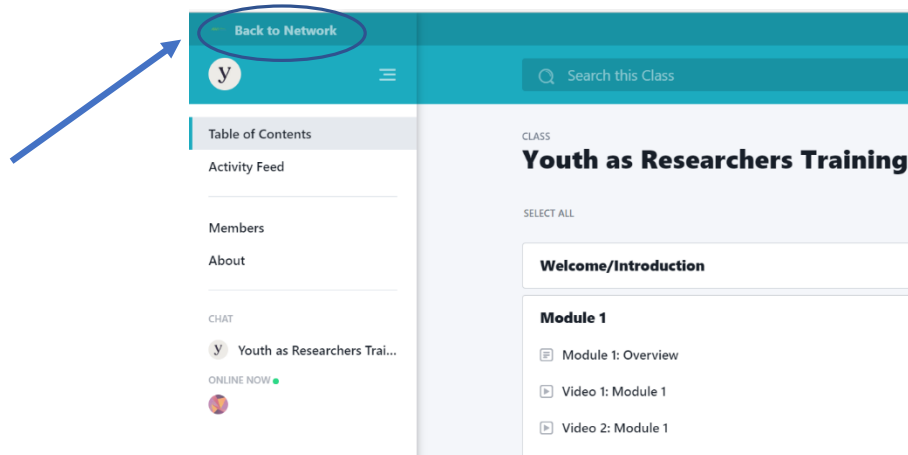 Back to Network
y
Search this Class
Table of Contents
Activity Feed
Members
About
CHAT
y Youth as Researchers Trai...
ONLINE NOW
CLASS
Youth as Researchers Training
SELECT ALL
Welcome/Introduction
Module 1
Module 1: Overview
Video 1: Module 1
Video 2: Module 1